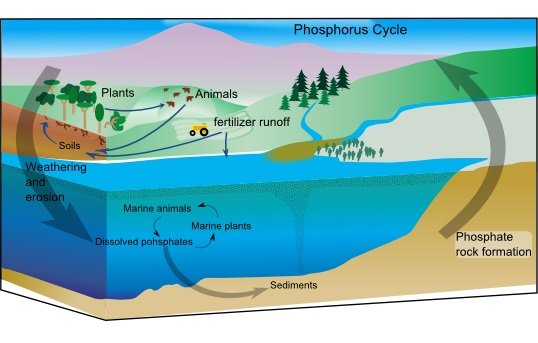 Phosphorus Cycle
Plants
Animals
fertilizer runoff
Soils
Weathering
and
erosion
Marine animals
Marine plants
Dissolved pohsphates
Phosphate
rock formation
Sediments